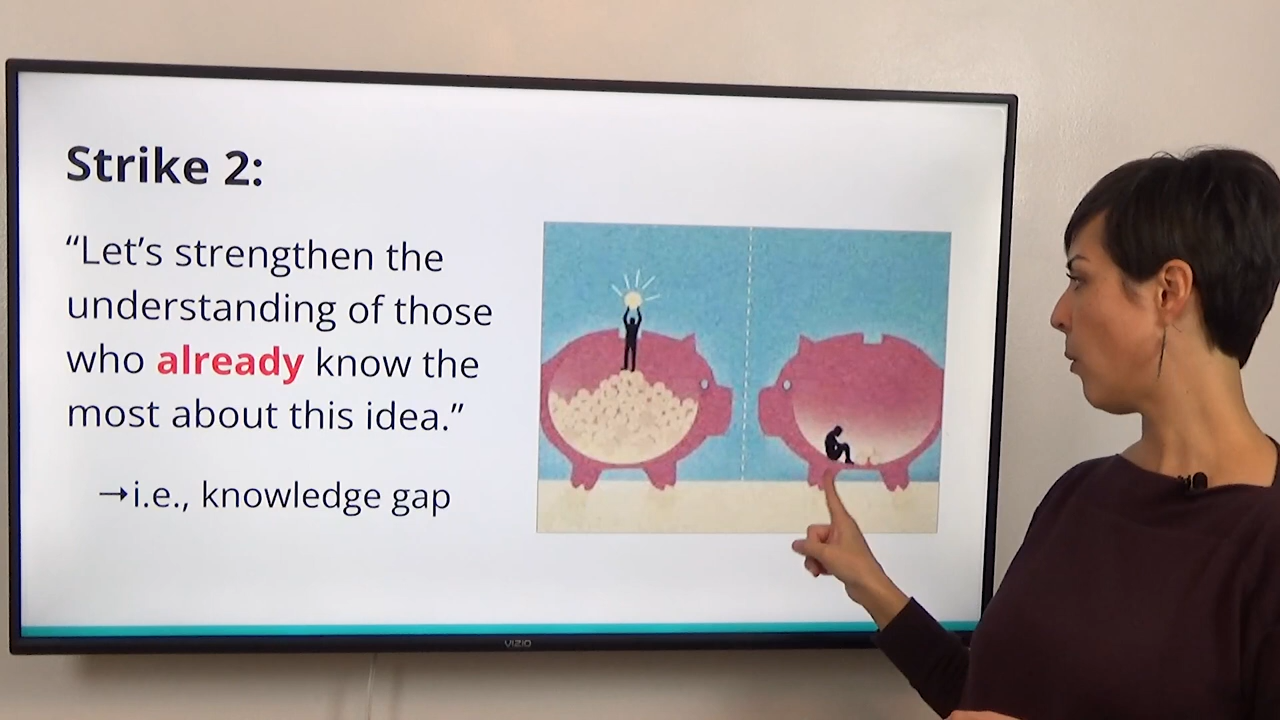 Strike 2:
“Let’s strengthen the
understanding of those
who already know the
most about this idea.”
→i.e., knowledge gap
VIZIO